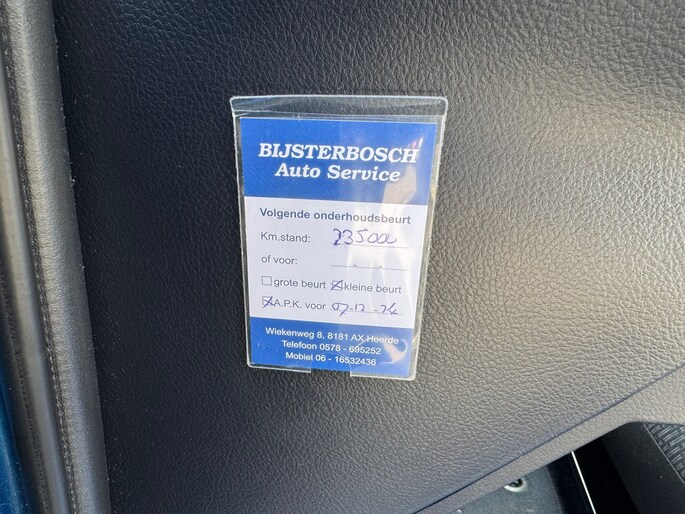 BIJSTERBOSCH
Auto Service
Volgende onderhoudsbeurt
Km.stand: 235000
of voor:
grote beurt kleine beurt
A.P.K. voor 07-12-24
Wiekenweg 8, 8181 AX Heerde
Telefoon 0578 - 695252
Mobiel 06 - 16532436